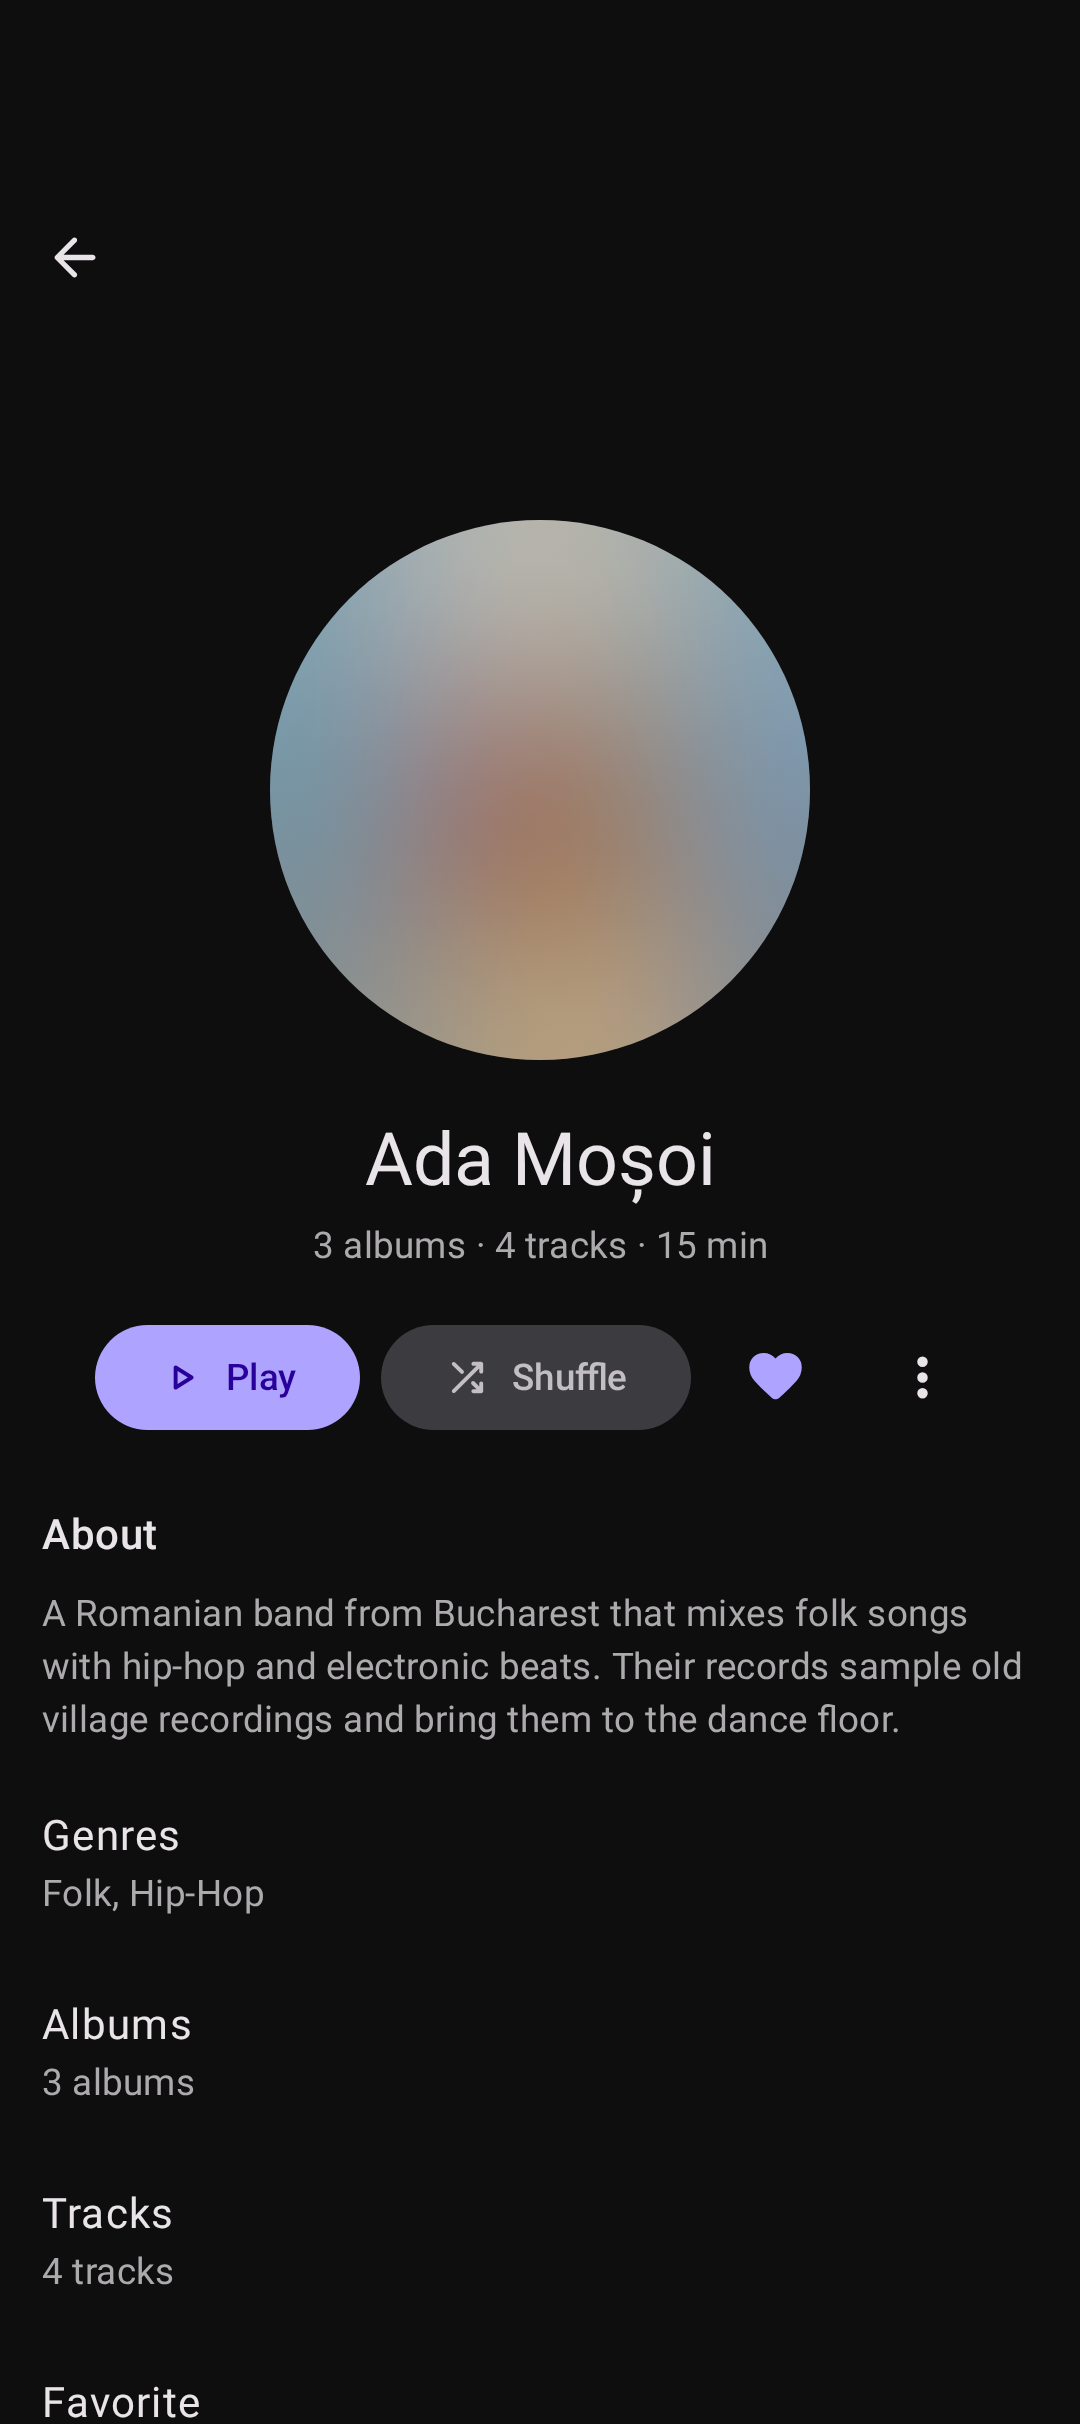 Ada Moșoi
3 albums · 4 tracks · 15 min
Play
Shuffle
About
A Romanian band from Bucharest that mixes folk songs
with hip-hop and electronic beats. Their records sample old
village recordings and bring them to the dance floor.
Genres
Folk, Hip-Hop
Albums
3 albums
Tracks
4 tracks
Favorite